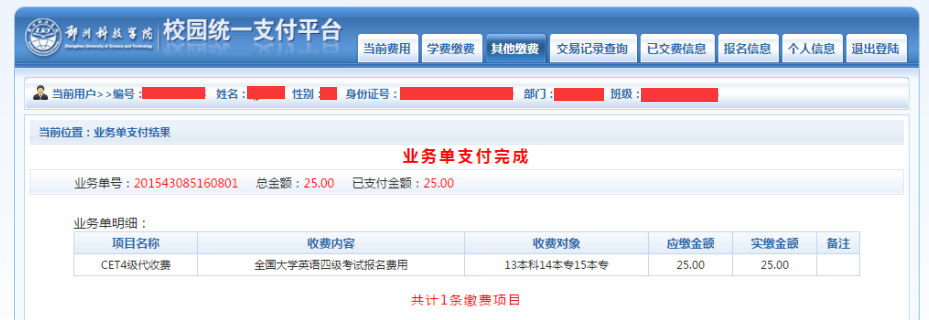 郑州科技学院 校园统一支付平台
Zhengzhou University of Science and Technology
当前费用 学费缴费 其他缴费 交易记录查询 已交费信息 报名信息 个人信息 退出登陆
当前用户>>编号： 姓名： 性别： 身份证号： 部门： 班级：
当前位置：业务单支付结果
业务单支付完成
业务单号：201543085160801 总金额：25.00 已支付金额：25.00
业务单明细：
项目名称 收费内容 收费对象 应缴金额 实缴金额 备注
CET4级代收费 全国大学英语四级考试报名费用 13本科14本专15本专 25.00 25.00
共计1条缴费项目